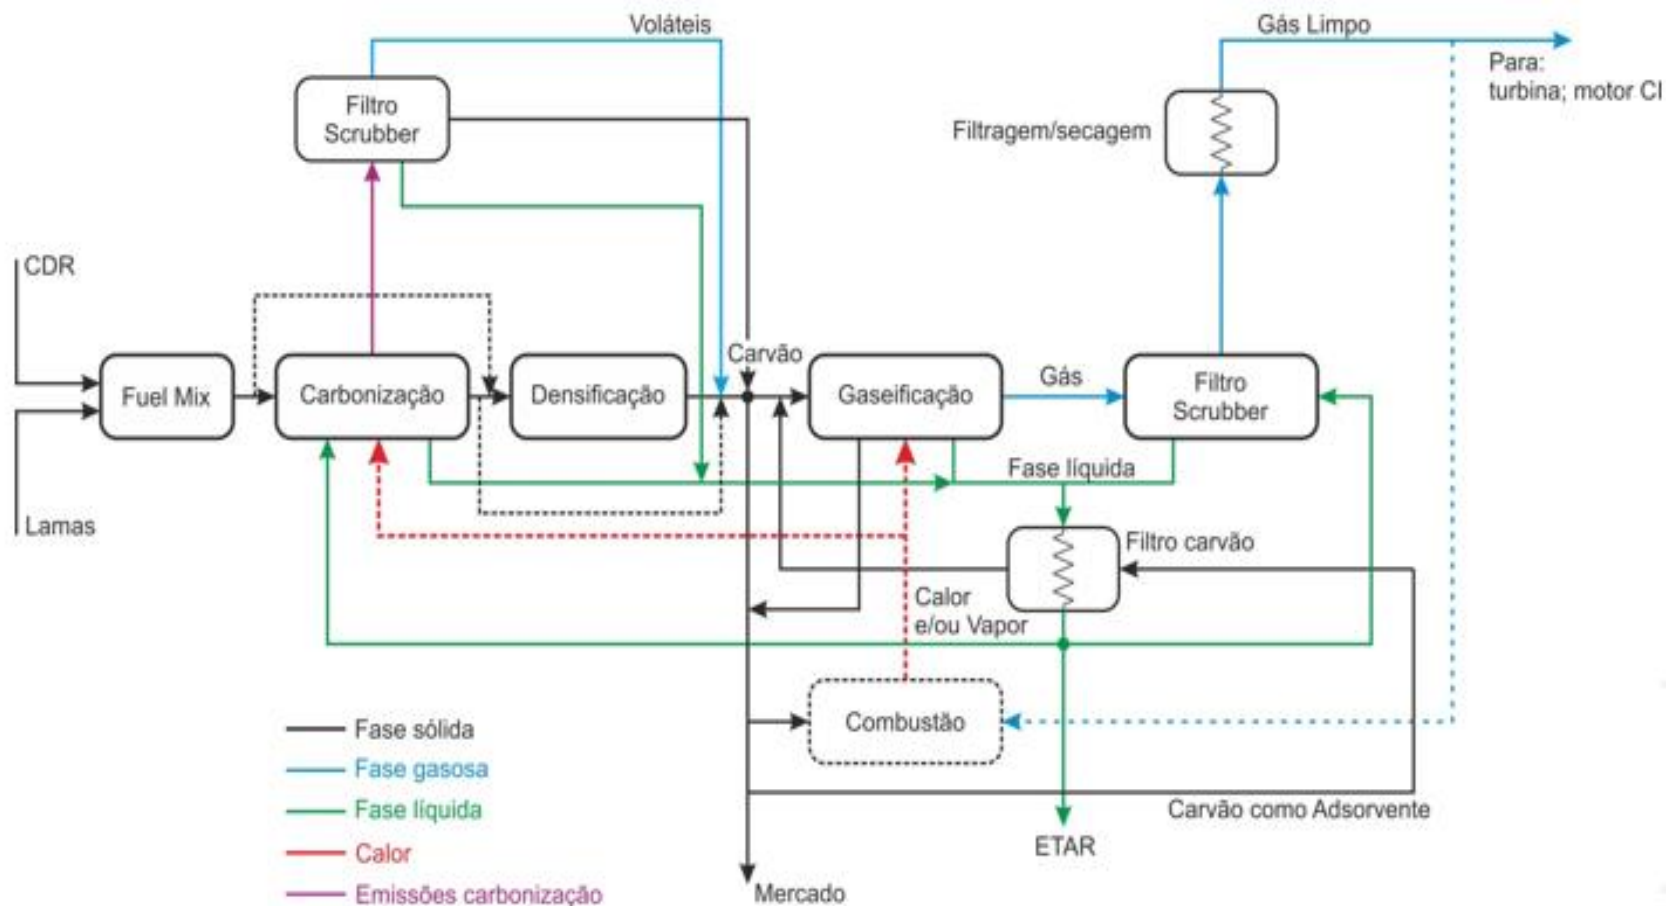 Voláteis
Gás Limpo
Para:
turbina; motor CI
Filtro
Scrubber
Filtragem/secagem
CDR
Carvão
Fuel Mix
Carbonização
Densificação
Gaseificação
Gás
Filtro
Scrubber
Fase líquida
Lamas
Filtro carvão
Calor
e/ou Vapor
Combustão
Fase sólida
Fase gasosa
Fase líquida
Calor
Emissões carbonização
Carvão como Adsorvente
ETAR
Mercado